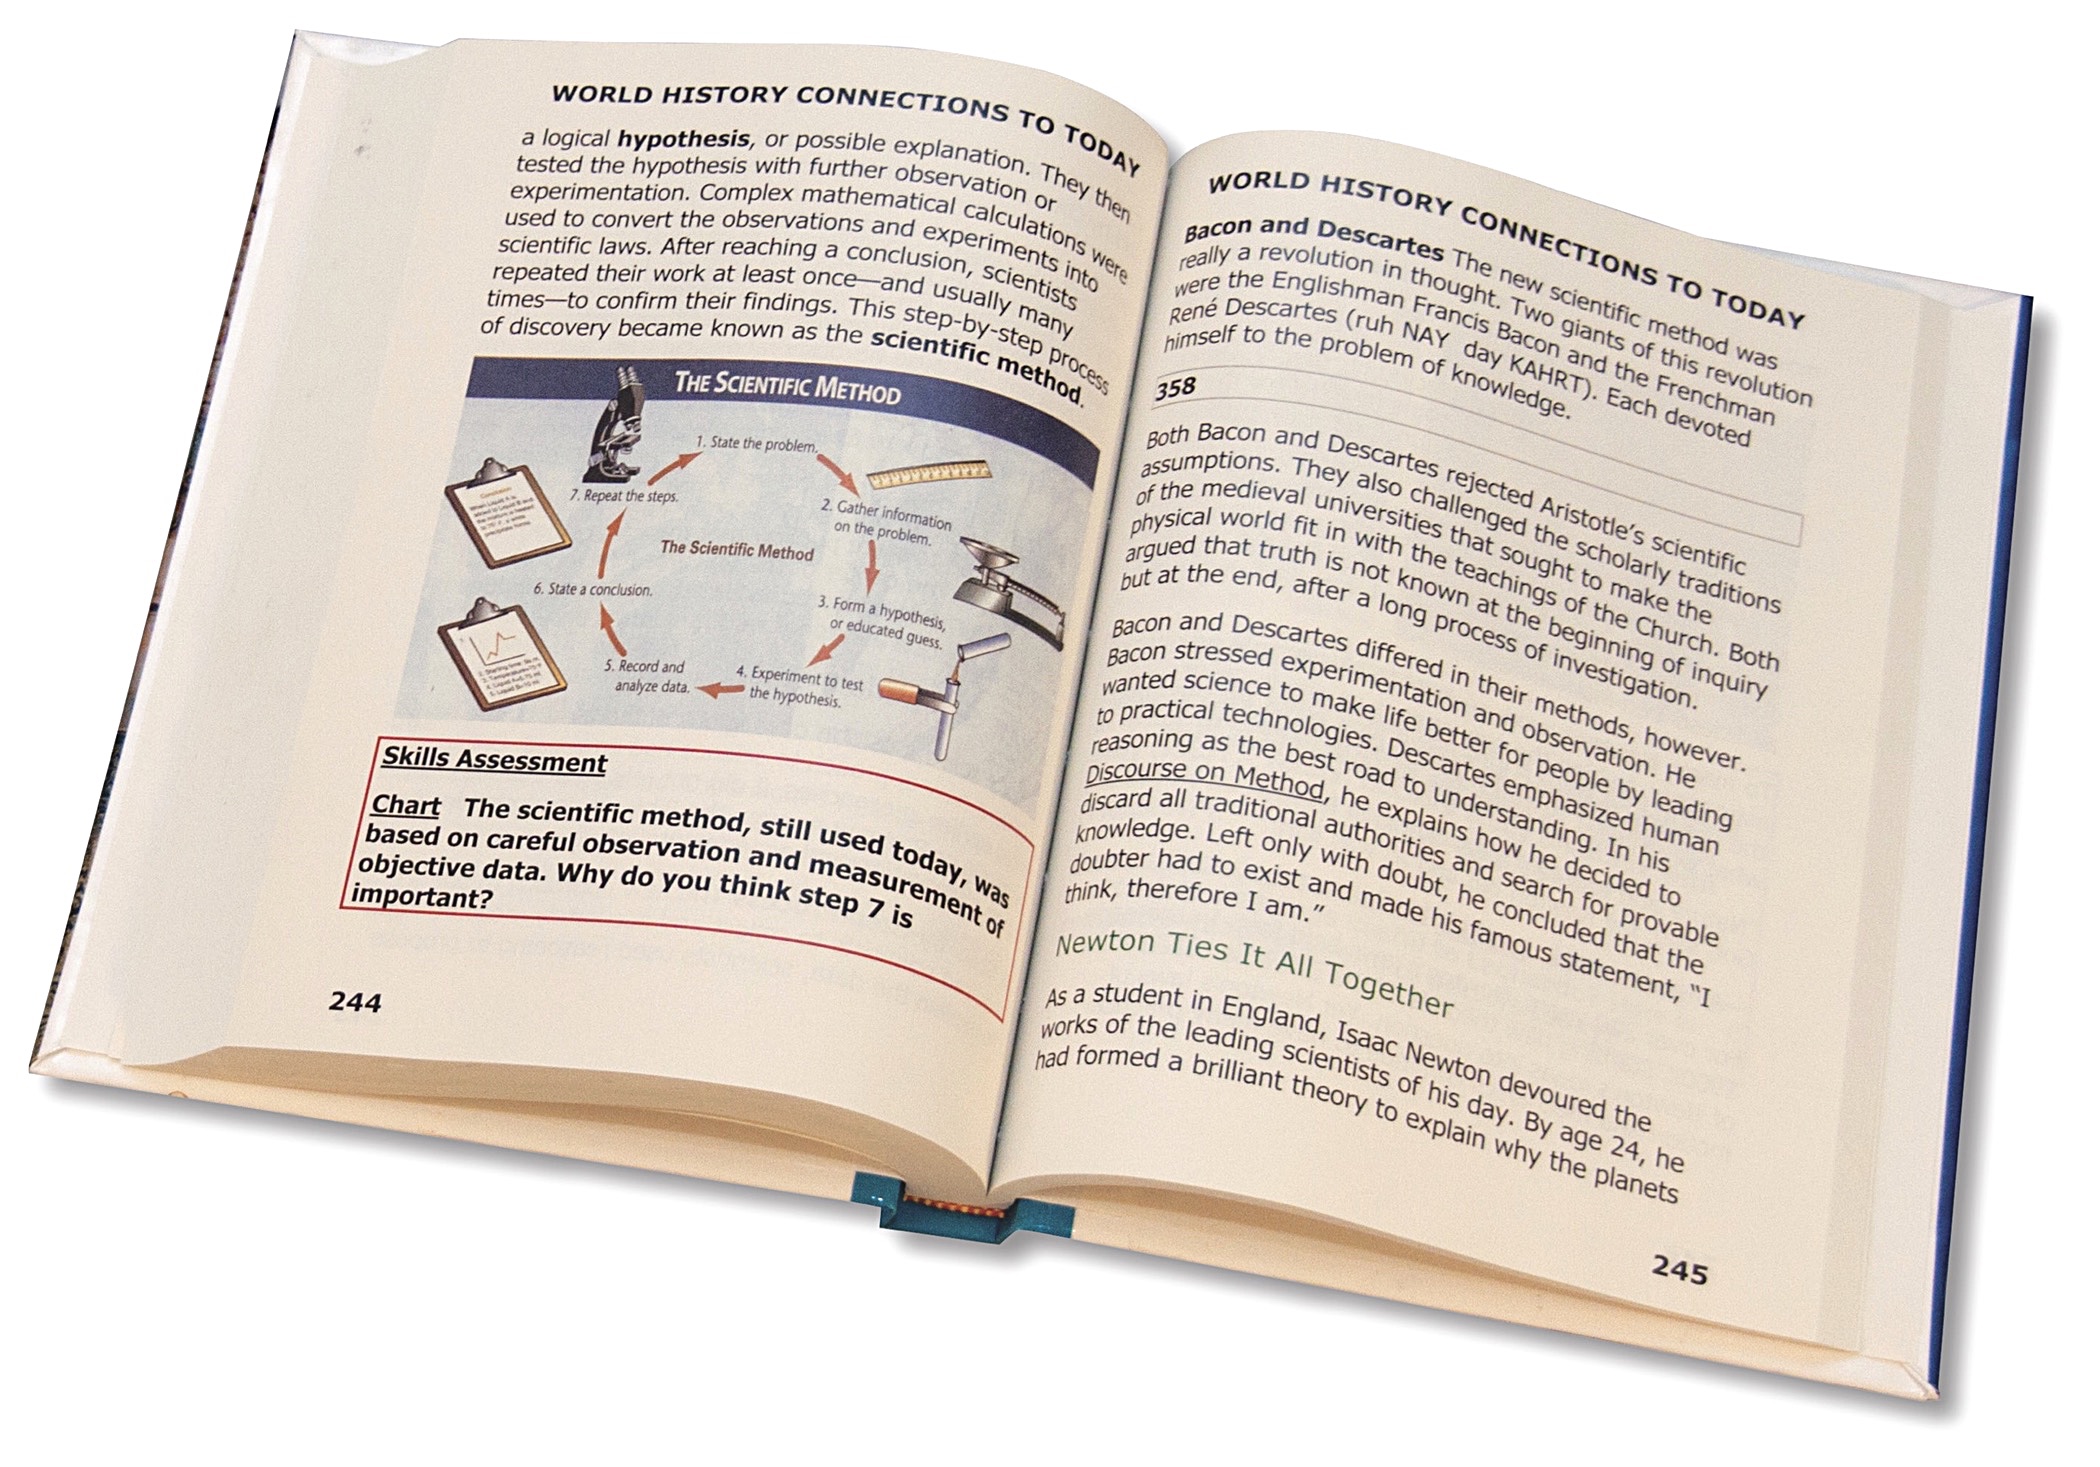 WORLD HISTORY CONNECTIONS TO TODAY
a logical hypothesis, or possible explanation. They then
tested the hypothesis with further observation or
experimentation. Complex mathematical calculations were
used to convert the observations and experiments into
scientific laws. After reaching a conclusion, scientists
repeated their work at least once—and usually many
times—to confirm their findings. This step-by-step process
of discovery became known as the scientific method.
THE SCIENTIFIC METHOD
1. State the problem.
2. Gather information
on the problem.
3. Form a hypothesis,
or educated guess.
4. Experiment to test
the hypothesis.
5. Record and
analyze data.
6. State a conclusion.
7. Repeat the steps.
The Scientific Method
Conclusion
When Liquid A is
added to Liquid B and
the mixture is heated
Skills Assessment
Chart The scientific method, still used today, was
based on careful observation and measurement of
objective data. Why do you think step 7 is
important?
244
WORLD HISTORY CONNECTIONS TO TODAY
Bacon and Descartes The new scientific method was
really a revolution in thought. Two giants of this revolution
were the Englishman Francis Bacon and the Frenchman
René Descartes (ruh NAY day KAHRT). Each devoted
himself to the problem of knowledge.
358
Both Bacon and Descartes rejected Aristotle's scientific
assumptions. They also challenged the scholarly traditions
of the medieval universities that sought to make the
physical world fit in with the teachings of the Church. Both
argued that truth is not known at the beginning of inquiry
but at the end, after a long process of investigation.
Bacon and Descartes differed in their methods, however.
Bacon stressed experimentation and observation. He
wanted science to make life better for people by leading
to practical technologies. Descartes emphasized human
reasoning as the best road to understanding. In his
Discourse on Method, he explains how he decided to
discard all traditional authorities and search for provable
knowledge. Left only with doubt, he concluded that the
doubter had to exist and made his famous statement, “I
think, therefore I am.”
Newton Ties It All Together
As a student in England, Isaac Newton devoured the
works of the leading scientists of his day. By age 24, he
had formed a brilliant theory to explain why the planets
245